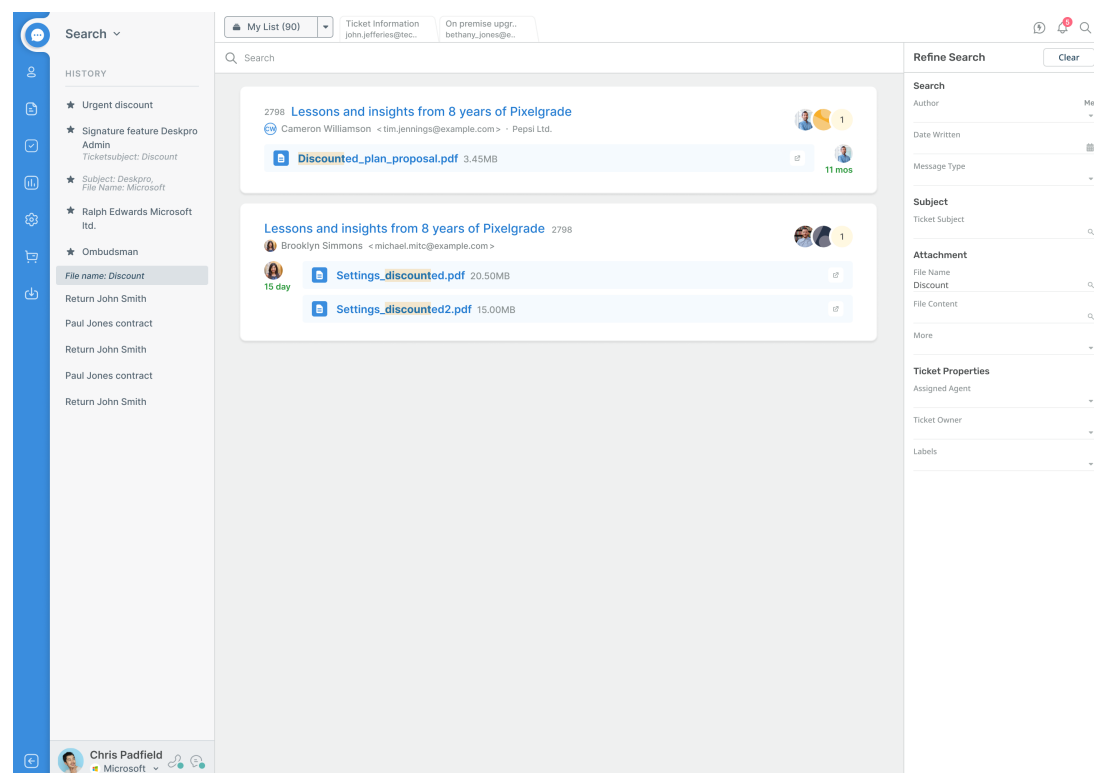 Search
HISTORY
Urgent discount
Signature feature Deskpro
Admin
Ticketsubject: Discount
Subject: Deskpro,
File Name: Microsoft
Ralph Edwards Microsoft
ltd.
Ombudsman
File name: Discount
Return John Smith
Paul Jones contract
Return John Smith
Paul Jones contract
Return John Smith
Chris Padfield
Microsoft
My List (90)
Ticket Information
john.jefferies@tec..
On premise upgr..
bethany_jones@e..
5
Search
2798 Lessons and insights from 8 years of Pixelgrade
CW Cameron Williamson <tim.jennings@example.com> · Pepsi Ltd.
1
Discounted_plan_proposal.pdf 3.45MB
11 mos
Lessons and insights from 8 years of Pixelgrade 2798
Brooklyn Simmons <michael.mitc@example.com>
1
15 day
Settings_discounted.pdf 20.50MB
Settings_discounted2.pdf 15.00MB
Refine Search
Clear
Search
Author
Me
Date Written
Message Type
Subject
Ticket Subject
Attachment
File Name
Discount
File Content
More
Ticket Properties
Assigned Agent
Ticket Owner
Labels